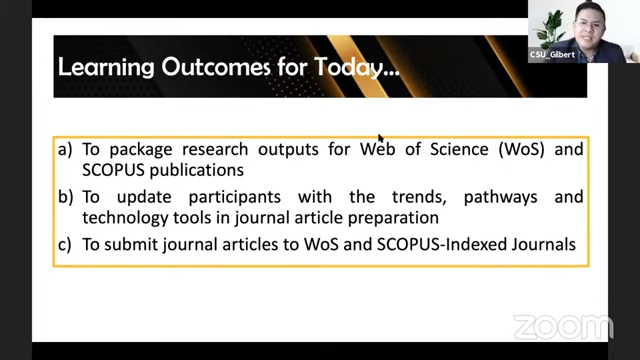 CSU_Gilbert
Learning Outcomes for Today...
a) To package research outputs for Web of Science (WoS) and
SCOPUS publications
b) To update participants with the trends, pathways and
technology tools in journal article preparation
c) To submit journal articles to WoS and SCOPUS-Indexed Journals
zoom